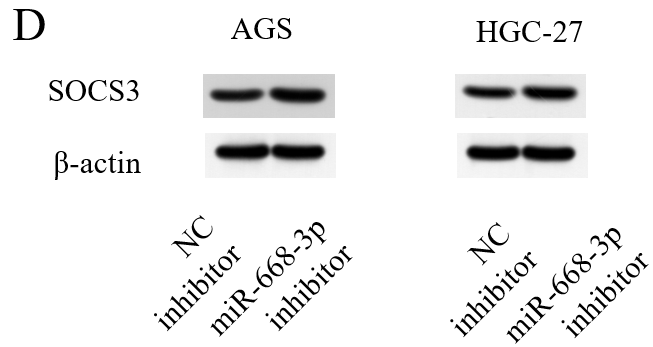 D
AGS
HGC-27
SOCS3
β-actin
NC
inhibitor
miR-668-3p
inhibitor
NC
inhibitor
miR-668-3p
inhibitor